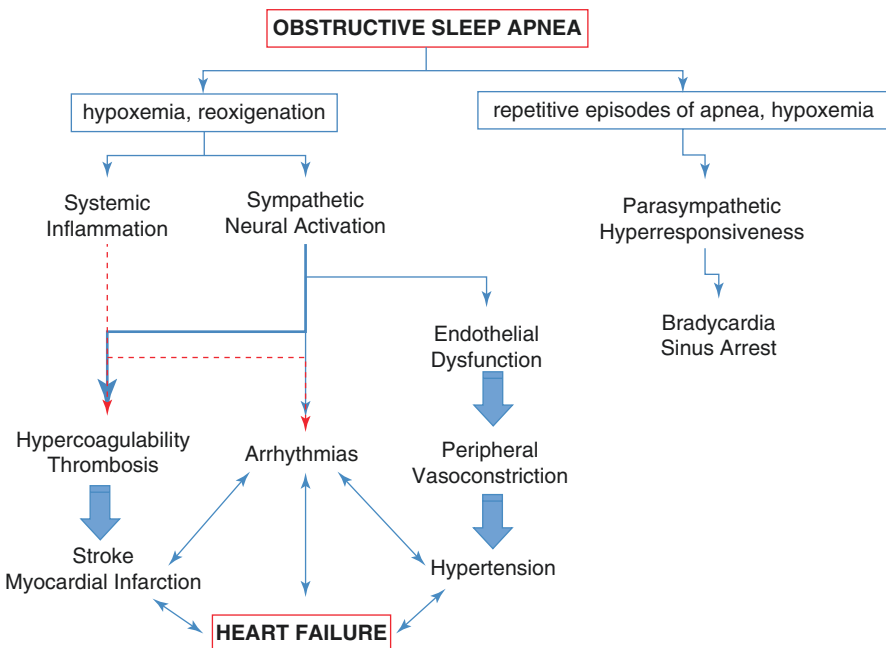 OBSTRUCTIVE SLEEP APNEA
hypoxemia, reoxigenation
repetitive episodes of apnea, hypoxemia
Systemic
Inflammation
Sympathetic
Neural Activation
Parasympathetic
Hyperresponsiveness
Endothelial
Dysfunction
Bradycardia
Sinus Arrest
Hypercoagulability
Thrombosis
Arrhythmias
Peripheral
Vasoconstriction
Stroke
Myocardial Infarction
Hypertension
HEART FAILURE